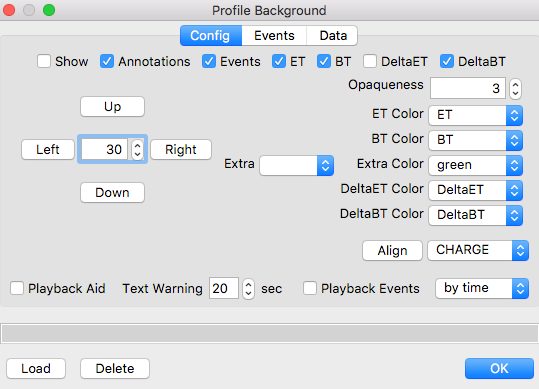 Profile Background
Config Events Data
Show Annotations Events ET BT DeltaET DeltaBT
Opaqueness 3
Up
ET Color ET
BT Color BT
Left 30 Right
Extra Extra Color green
Down
DeltaET Color DeltaET
DeltaBT Color DeltaBT
Align CHARGE
Playback Aid Text Warning 20 sec Playback Events by time
Load Delete OK